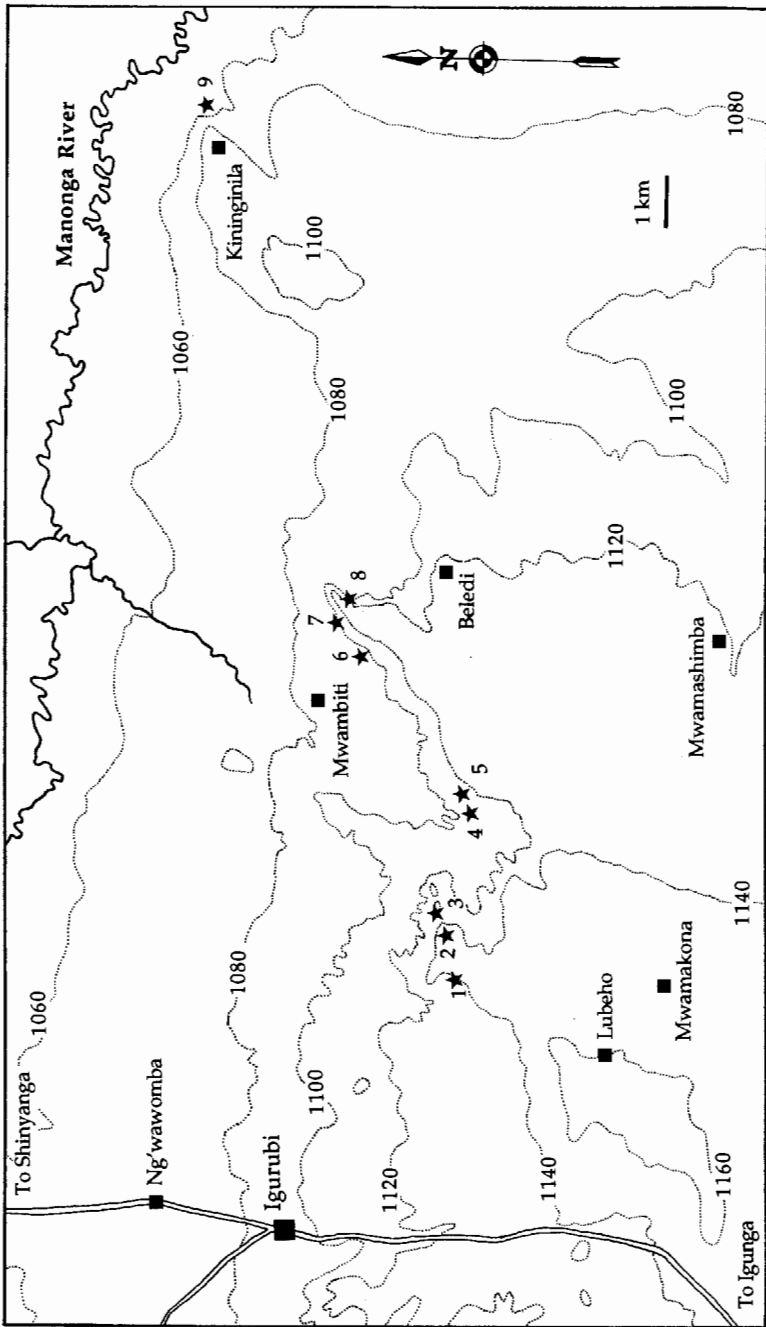 To Shinyanga
Manonga River
1060
1060
Ng'wawomba
9
Kininginila
1080
Igurubi
1080
1100
1100
Mwambiti
7
8
6
1080
N
1120
3
2
1
4
5
Beledi
1140
Lubeho
1120
1100
1 km
Mwamakona
Mwamashimba
1160
1140
1080
To Igunga